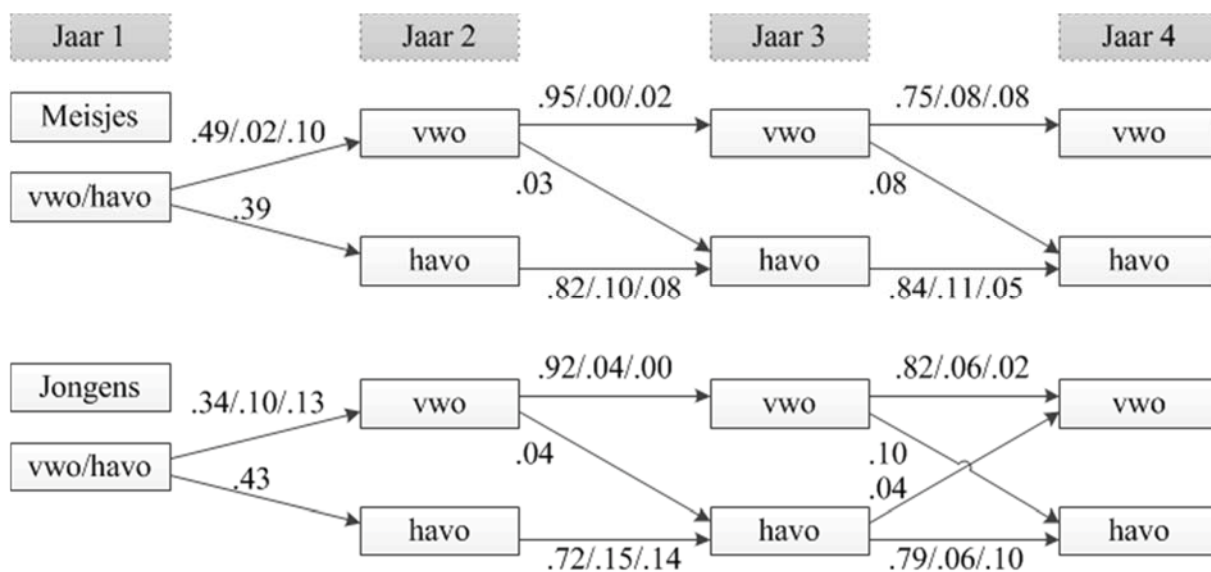 Jaar 1 Jaar 2 Jaar 3 Jaar 4
Meisjes
.49/.02/.10
vwo
.95/.00/.02
vwo
.75/.08/.08
vwo
vwo/havo
.39
.03
.08
havo
havo
havo
.82/.10/.08
.84/.11/.05
Jongens
.34/.10/.13
vwo
.92/.04/.00
vwo
.82/.06/.02
vwo
vwo/havo
.43
.04
.10
.04
havo
havo
havo
.72/.15/.14
.79/.06/.10